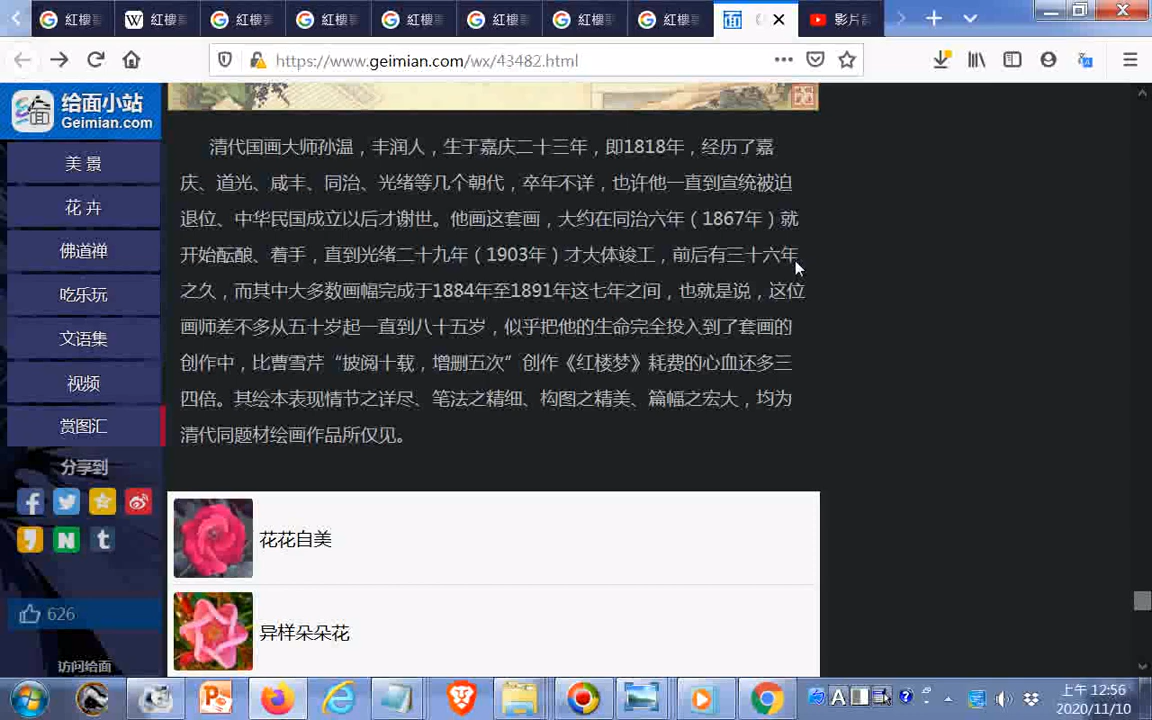 紅樓
紅樓
紅樓
紅樓
紅樓
紅樓
紅樓
紅樓
影片
https://www.geimian.com/wx/43482.html
给面小站
Geimian.com
美 景
花 卉
佛道禅
吃乐玩
文语集
视频
赏图汇
分享到
626
访问给面
清代国画大师孙温，丰润人，生于嘉庆二十三年，即1818年，经历了嘉
庆、道光、咸丰、同治、光绪等几个朝代，卒年不详，也许他一直到宣统被迫
退位、中华民国成立以后才谢世。他画这套画，大约在同治六年（1867年）就
开始酝酿、着手，直到光绪二十九年（1903年）才大体竣工，前后有三十六年
之久，而其中大多数画幅完成于1884年至1891年这七年之间，也就是说，这位
画师差不多从五十岁起一直到八十五岁，似乎把他的生命完全投入到了套画的
创作中，比曹雪芹“披阅十载，增删五次”创作《红楼梦》耗费的心血还多三
四倍。其绘本表现情节之详尽、笔法之精细、构图之精美、篇幅之宏大，均为
清代同题材绘画作品所仅见。
花花自美
异样朵朵花
上午 12:56
2020/11/10